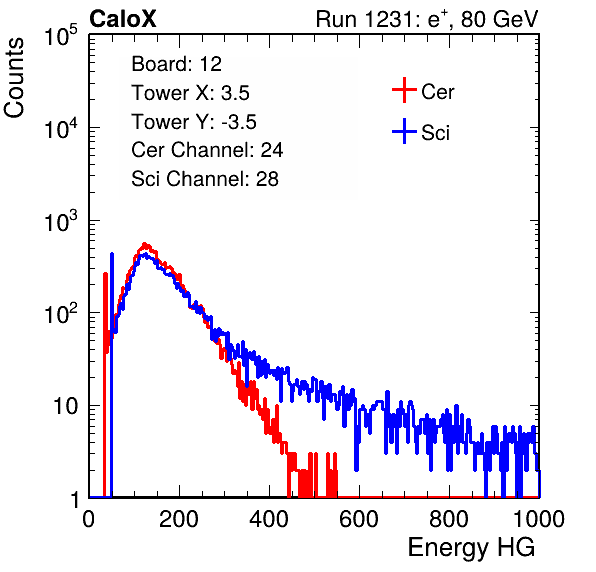 CaloX Run 1231: e⁺, 80 GeV
Counts
10⁵
10⁴
10³
10²
10
1
Board: 12
Tower X: 3.5
Tower Y: -3.5
Cer Channel: 24
Sci Channel: 28
Cer
Sci
0 200 400 600 800 1000
Energy HG